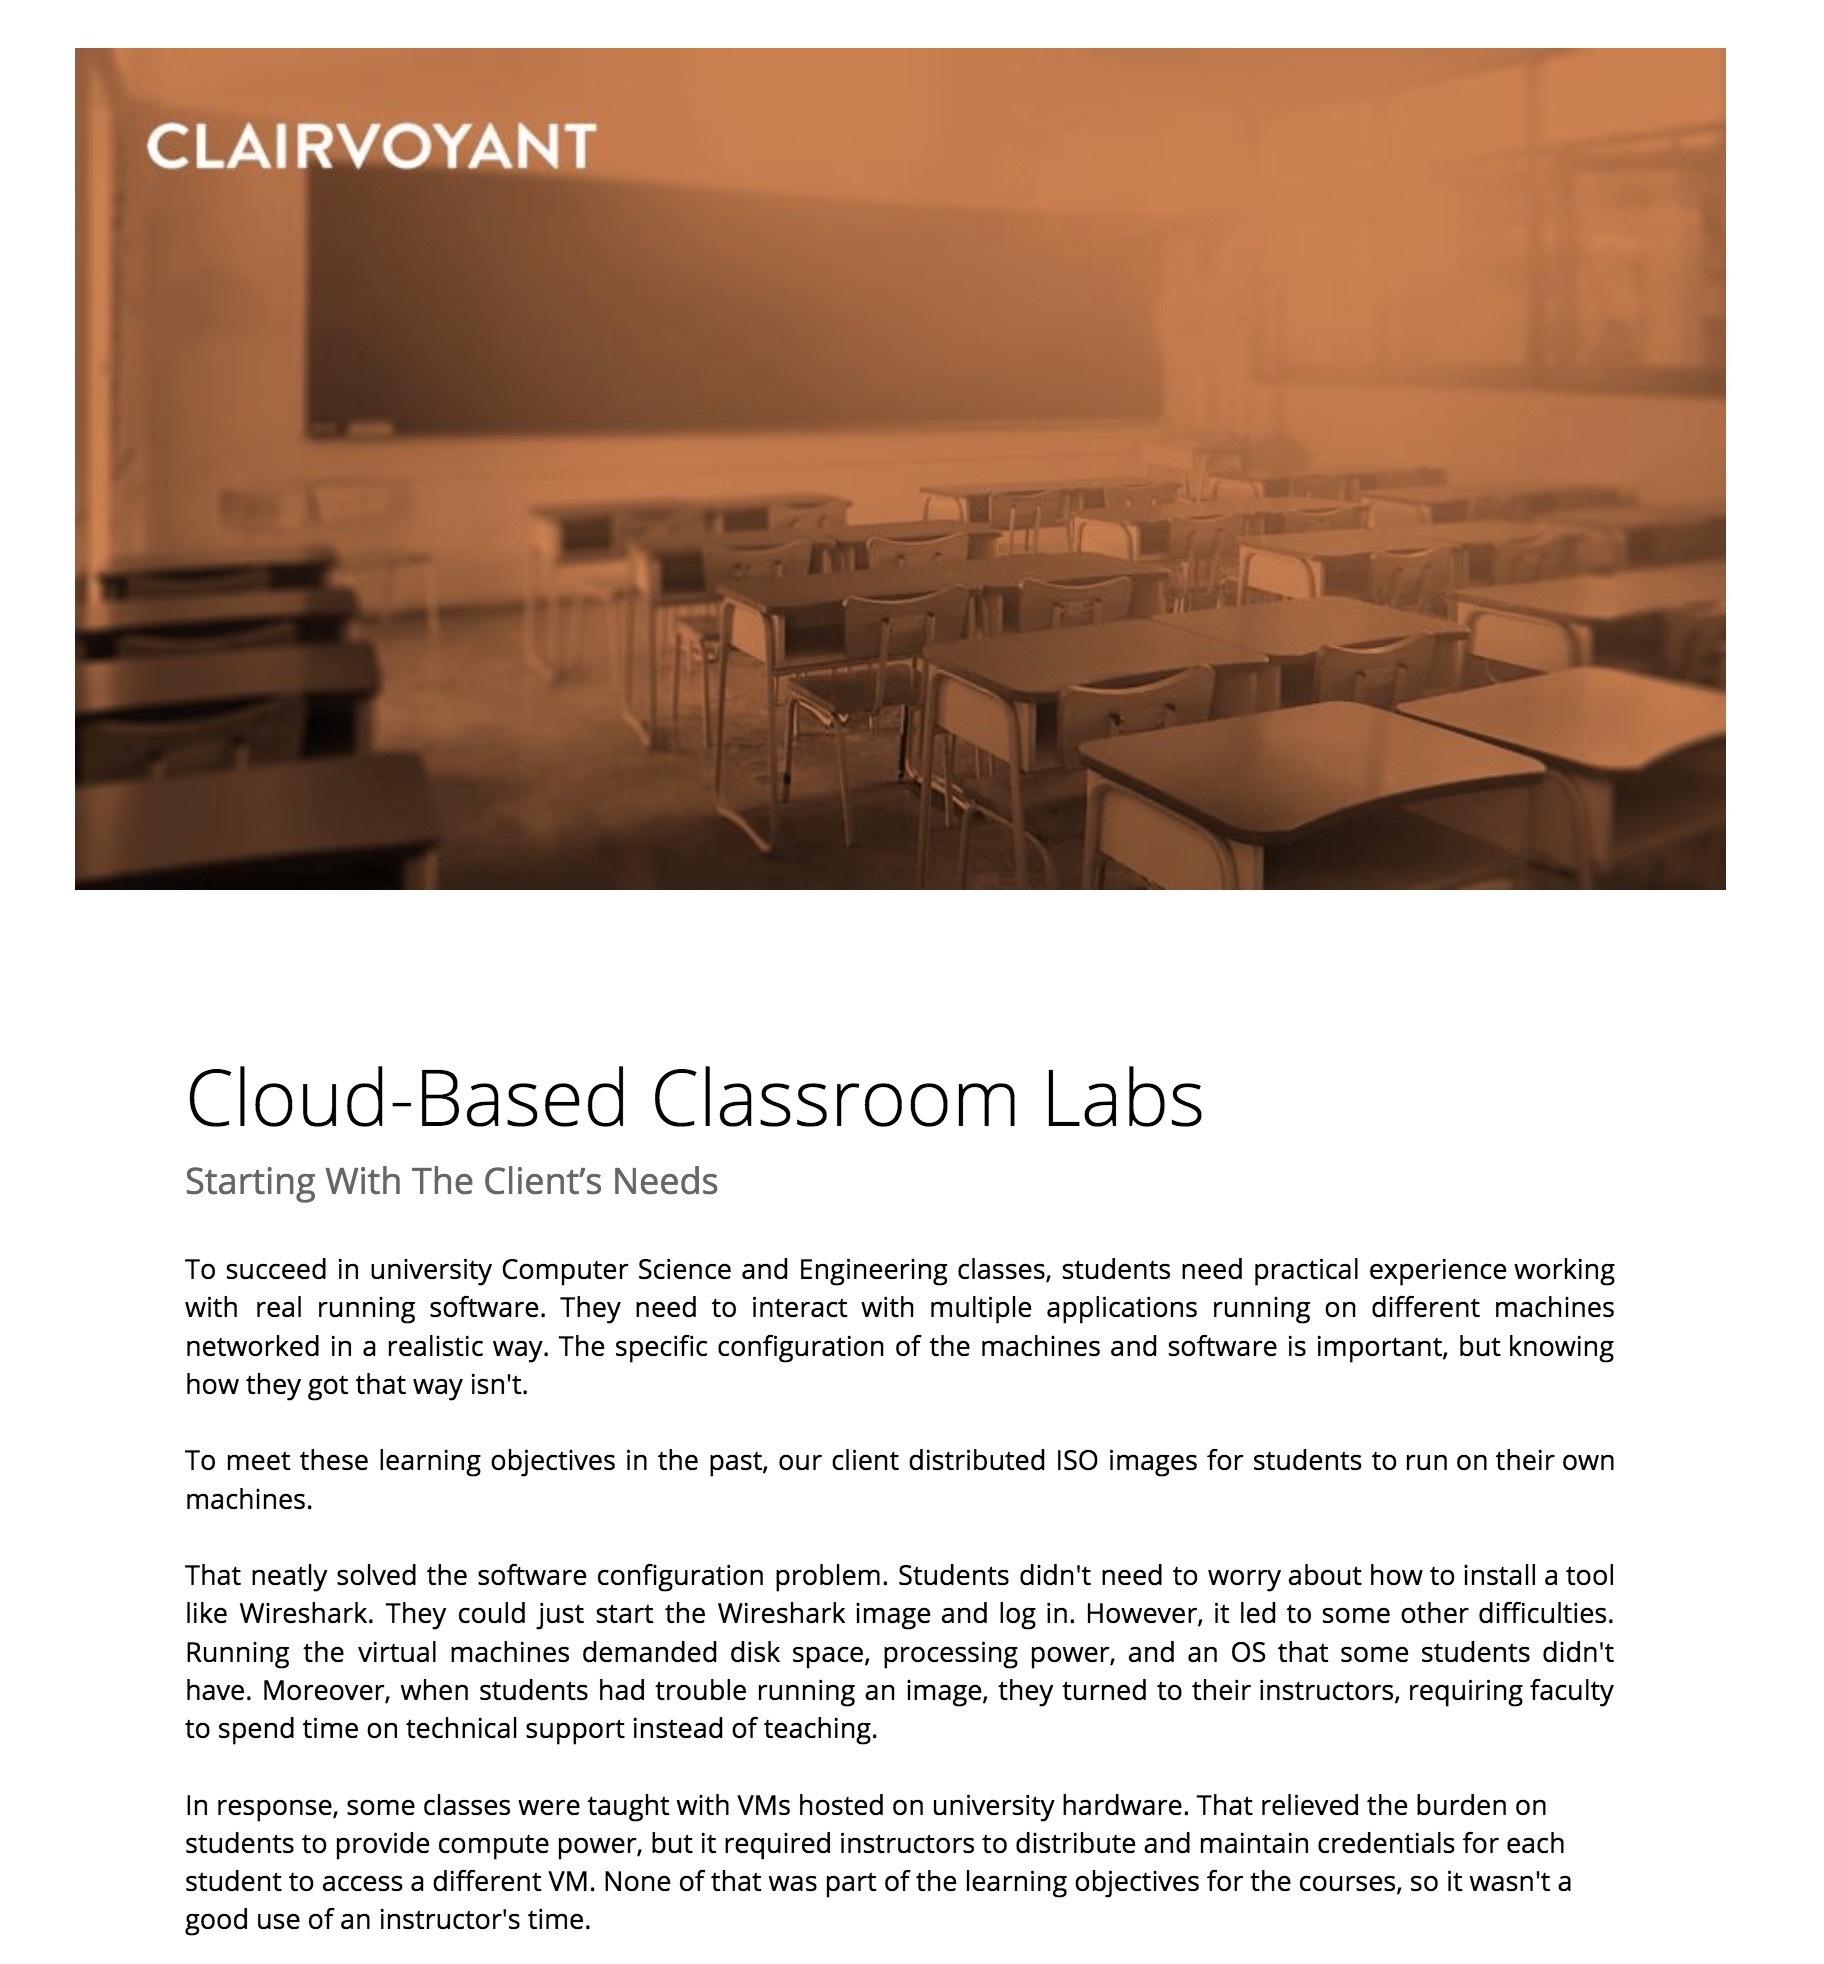 CLAIRVOYANT
Cloud-Based Classroom Labs
Starting With The Client’s Needs
To succeed in university Computer Science and Engineering classes, students need practical experience working
with real running software. They need to interact with multiple applications running on different machines
networked in a realistic way. The specific configuration of the machines and software is important, but knowing
how they got that way isn't.
To meet these learning objectives in the past, our client distributed ISO images for students to run on their own
machines.
That neatly solved the software configuration problem. Students didn't need to worry about how to install a tool
like Wireshark. They could just start the Wireshark image and log in. However, it led to some other difficulties.
Running the virtual machines demanded disk space, processing power, and an OS that some students didn't
have. Moreover, when students had trouble running an image, they turned to their instructors, requiring faculty
to spend time on technical support instead of teaching.
In response, some classes were taught with VMs hosted on university hardware. That relieved the burden on
students to provide compute power, but it required instructors to distribute and maintain credentials for each
student to access a different VM. None of that was part of the learning objectives for the courses, so it wasn't a
good use of an instructor's time.